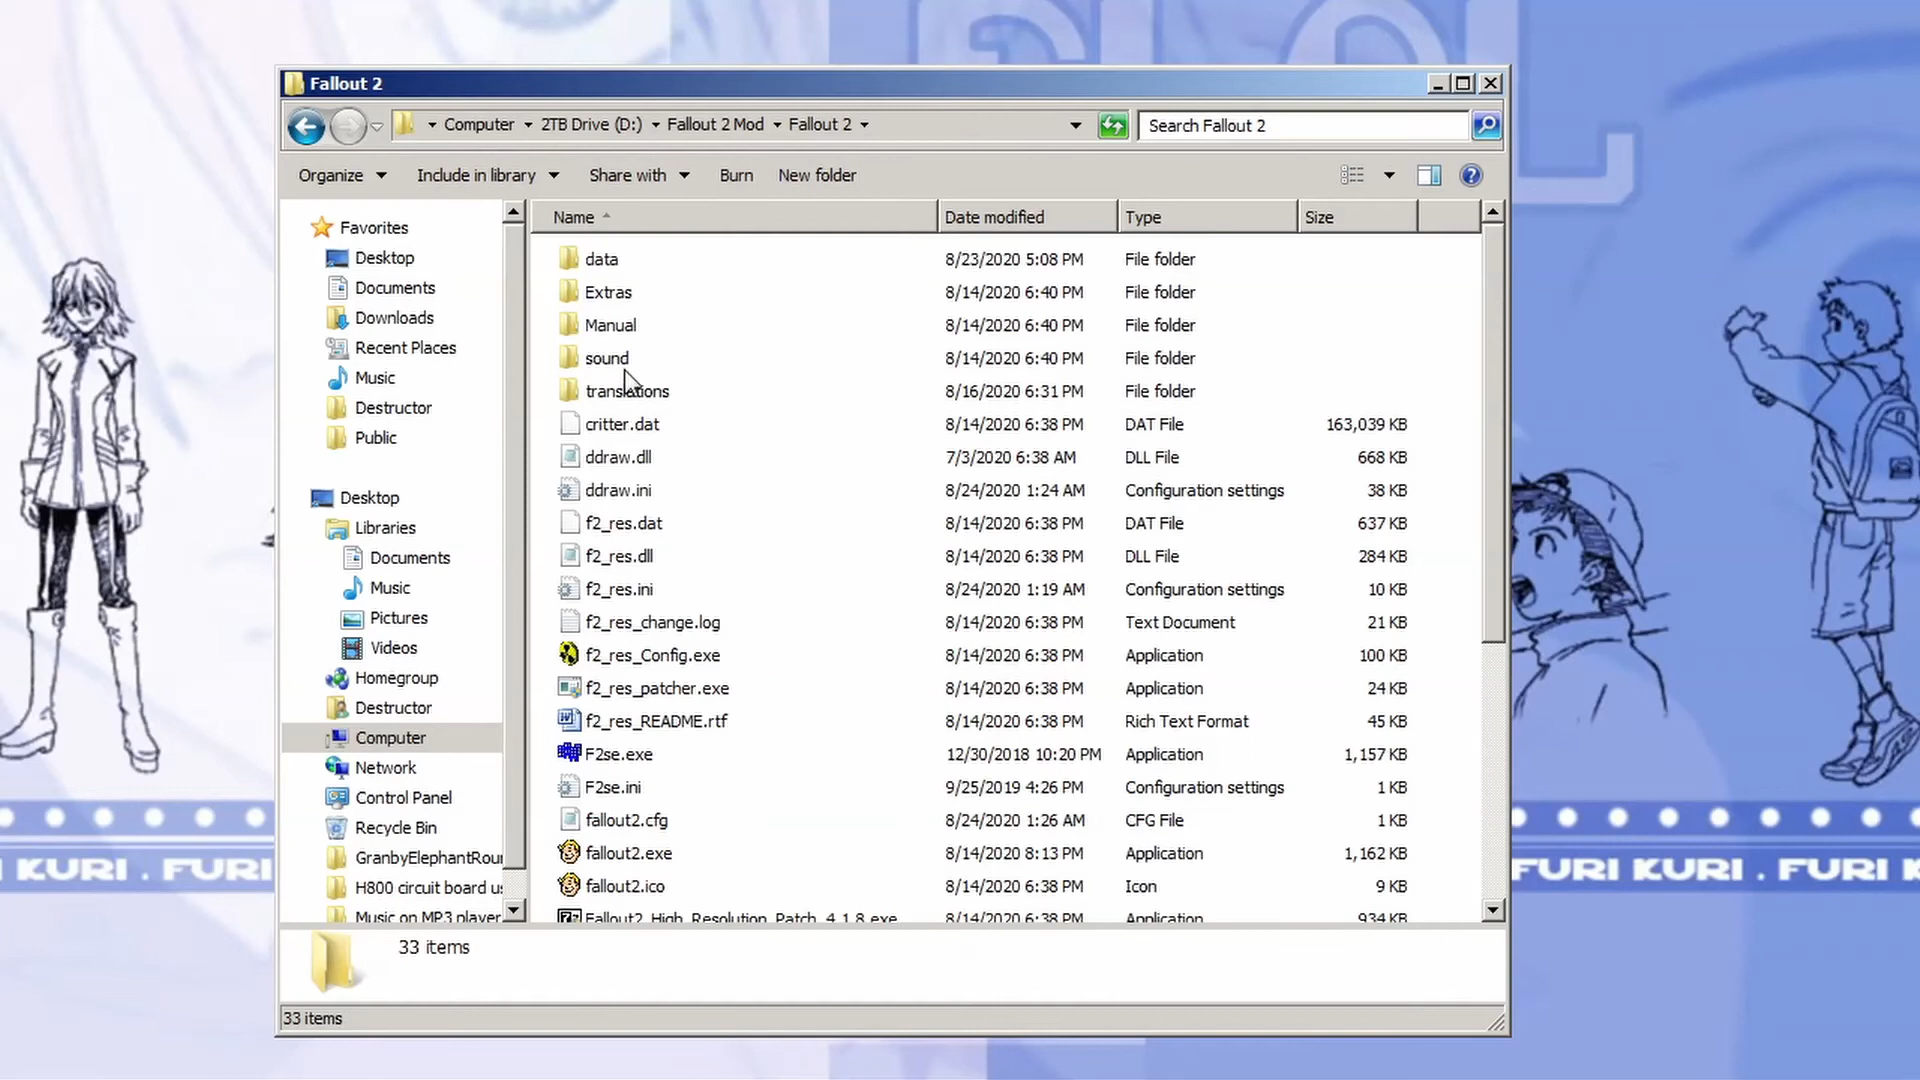 Fallout 2
Computer 2TB Drive (D:) Fallout 2 Mod Fallout 2
Search Fallout 2
Organize Include in library Share with Burn New folder
Name Date modified Type Size
Favorites
Desktop
Documents
Downloads
Recent Places
Music
Destructor
Public
Desktop
Libraries
Documents
Music
Pictures
Videos
Homegroup
Destructor
Computer
Network
Control Panel
Recycle Bin
GranbyElephantRou
H800 circuit board us
Music on MP3 player
data 8/23/2020 5:08 PM File folder
Extras 8/14/2020 6:40 PM File folder
Manual 8/14/2020 6:40 PM File folder
sound 8/14/2020 6:40 PM File folder
translations 8/16/2020 6:31 PM File folder
critter.dat 8/14/2020 6:38 PM DAT File 163,039 KB
ddraw.dll 7/3/2020 6:38 AM DLL File 668 KB
ddraw.ini 8/24/2020 1:24 AM Configuration settings 38 KB
f2_res.dat 8/14/2020 6:38 PM DAT File 637 KB
f2_res.dll 8/14/2020 6:38 PM DLL File 284 KB
f2_res.ini 8/24/2020 1:19 AM Configuration settings 10 KB
f2_res_change.log 8/14/2020 6:38 PM Text Document 21 KB
f2_res_Config.exe 8/14/2020 6:38 PM Application 100 KB
f2_res_patcher.exe 8/14/2020 6:38 PM Application 24 KB
f2_res_README.rtf 8/14/2020 6:38 PM Rich Text Format 45 KB
F2se.exe 12/30/2018 10:20 PM Application 1,157 KB
F2se.ini 9/25/2019 4:26 PM Configuration settings 1 KB
fallout2.cfg 8/24/2020 1:26 AM CFG File 1 KB
fallout2.exe 8/14/2020 8:13 PM Application 1,162 KB
fallout2.ico 8/14/2020 6:38 PM Icon 9 KB
Fallout2_High_Resolution_Patch_4.1.8.exe 8/14/2020 6:38 PM Application 934 KB
33 items
33 items
I KURI . FURI
FURI KURI . FURI K